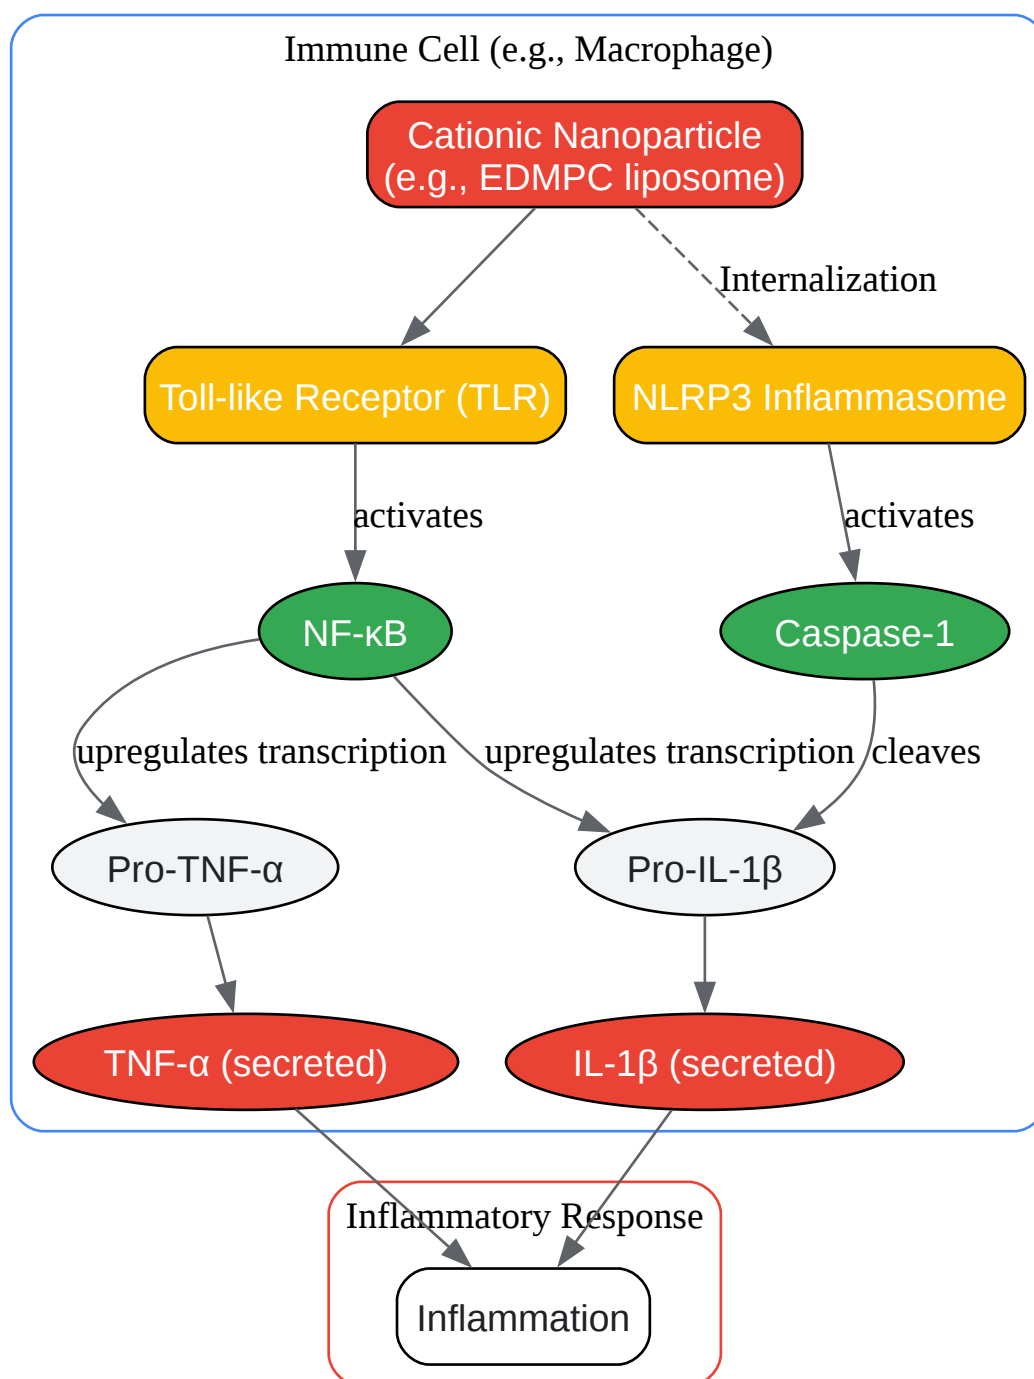 Immune Cell (e.g., Macrophage)
Cationic Nanoparticle
(e.g., EDMPC liposome)
Internalization
Toll-like Receptor (TLR)
NLRP3 Inflammasome
activates
activates
NF-κB
Caspase-1
upregulates transcription
upregulates transcription
cleaves
Pro-TNF-α
Pro-IL-1β
TNF-α (secreted)
IL-1β (secreted)
Inflammatory Response
Inflammation